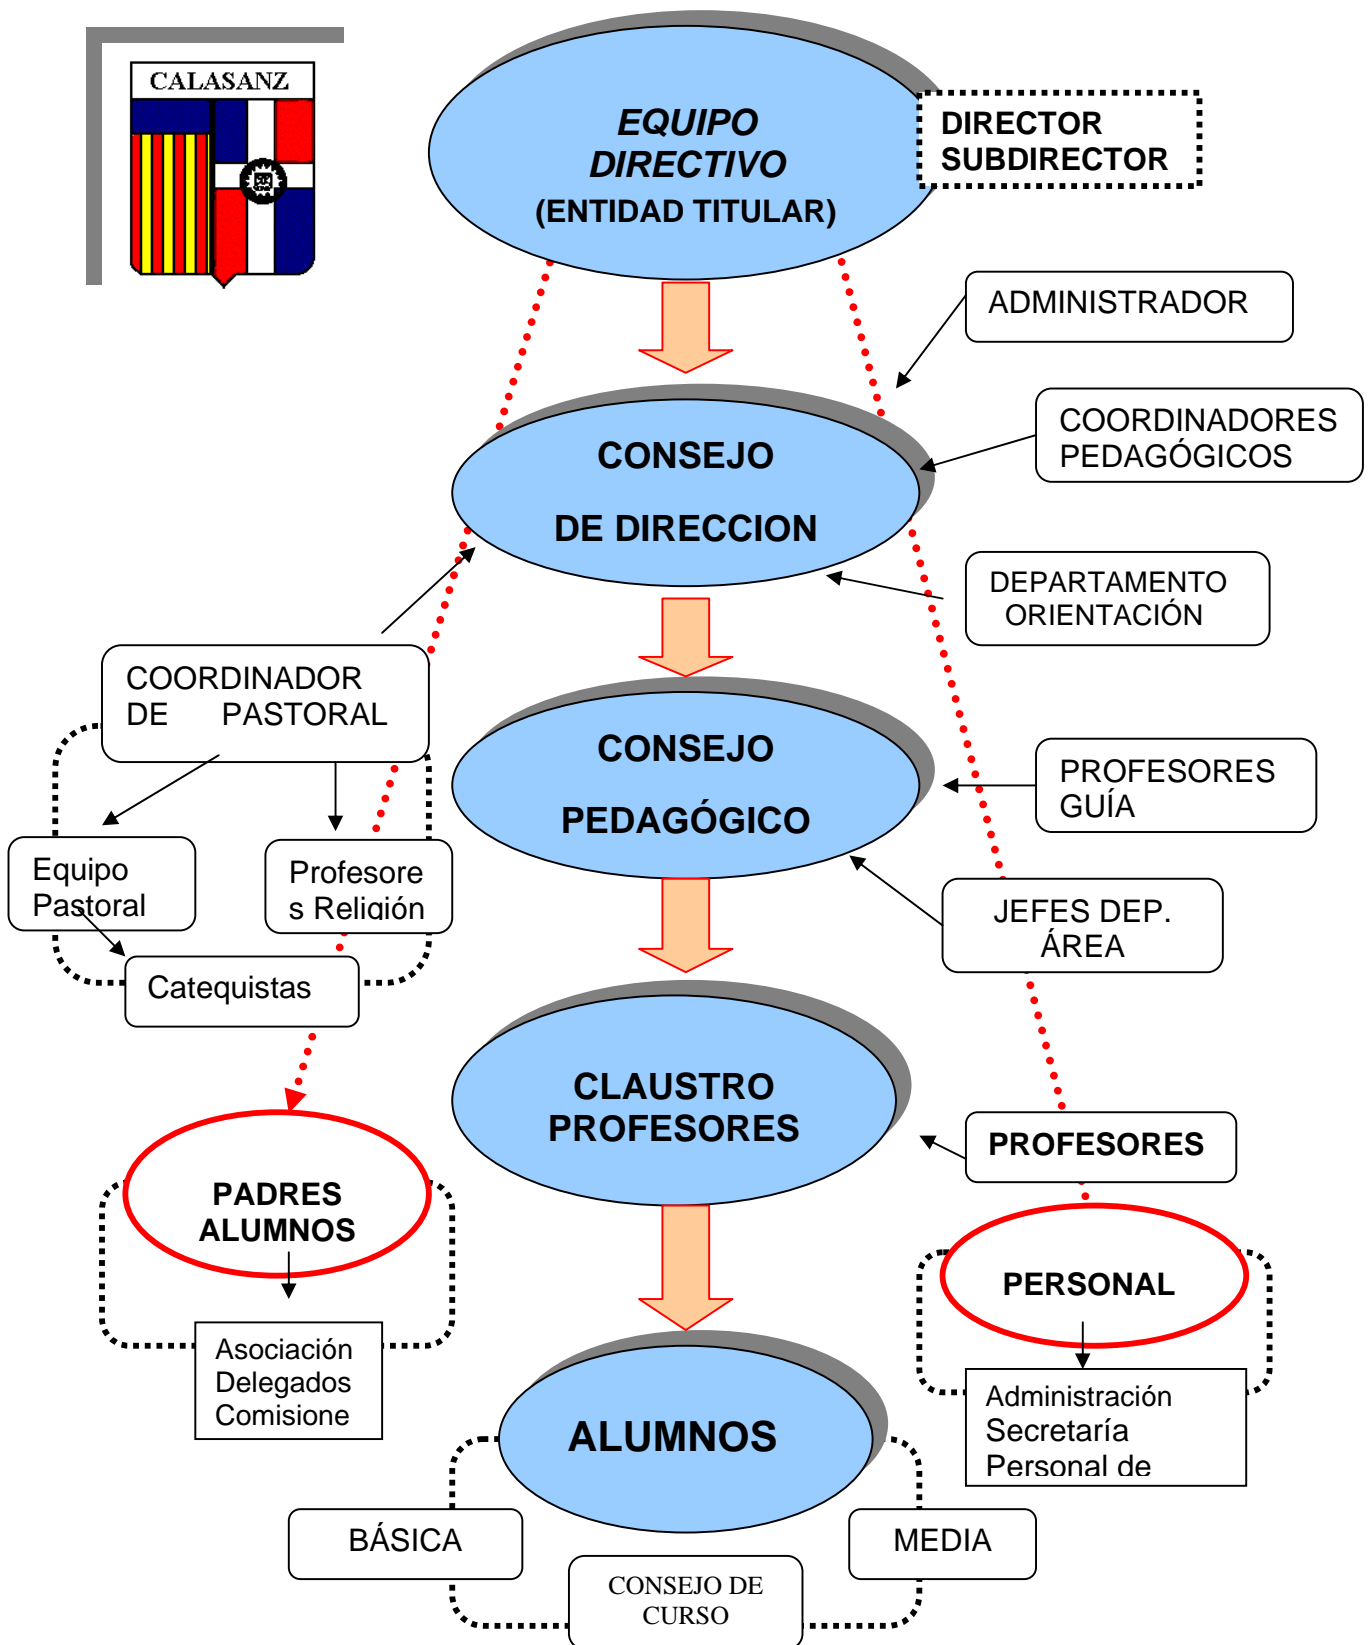 CALASANZ
EQUIPO
DIRECTIVO
(ENTIDAD TITULAR)
DIRECTOR
SUBDIRECTOR
ADMINISTRADOR
COORDINADORES
PEDAGÓGICOS
CONSEJO
DE DIRECCION
DEPARTAMENTO
ORIENTACIÓN
COORDINADOR
DE PASTORAL
CONSEJO
PEDAGÓGICO
PROFESORES
GUÍA
Equipo
Pastoral
Profesore
s Religión
JEFES DEP.
ÁREA
Catequistas
CLAUSTRO
PROFESORES
PROFESORES
PADRES
ALUMNOS
PERSONAL
Asociación
Delegados
Comisione
Administración
Secretaría
Personal de
ALUMNOS
BÁSICA
MEDIA
CONSEJO DE
CURSO